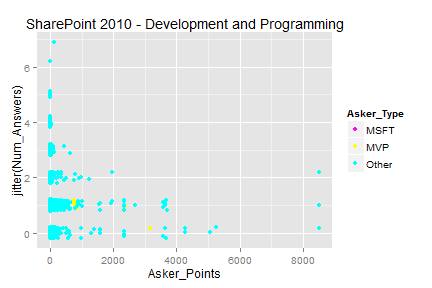 SharePoint 2010 - Development and Programming
jitter(Num_Answers)
6
4
2
0
0
2000
4000
6000
8000
Asker_Points
Asker_Type
MSFT
MVP
Other